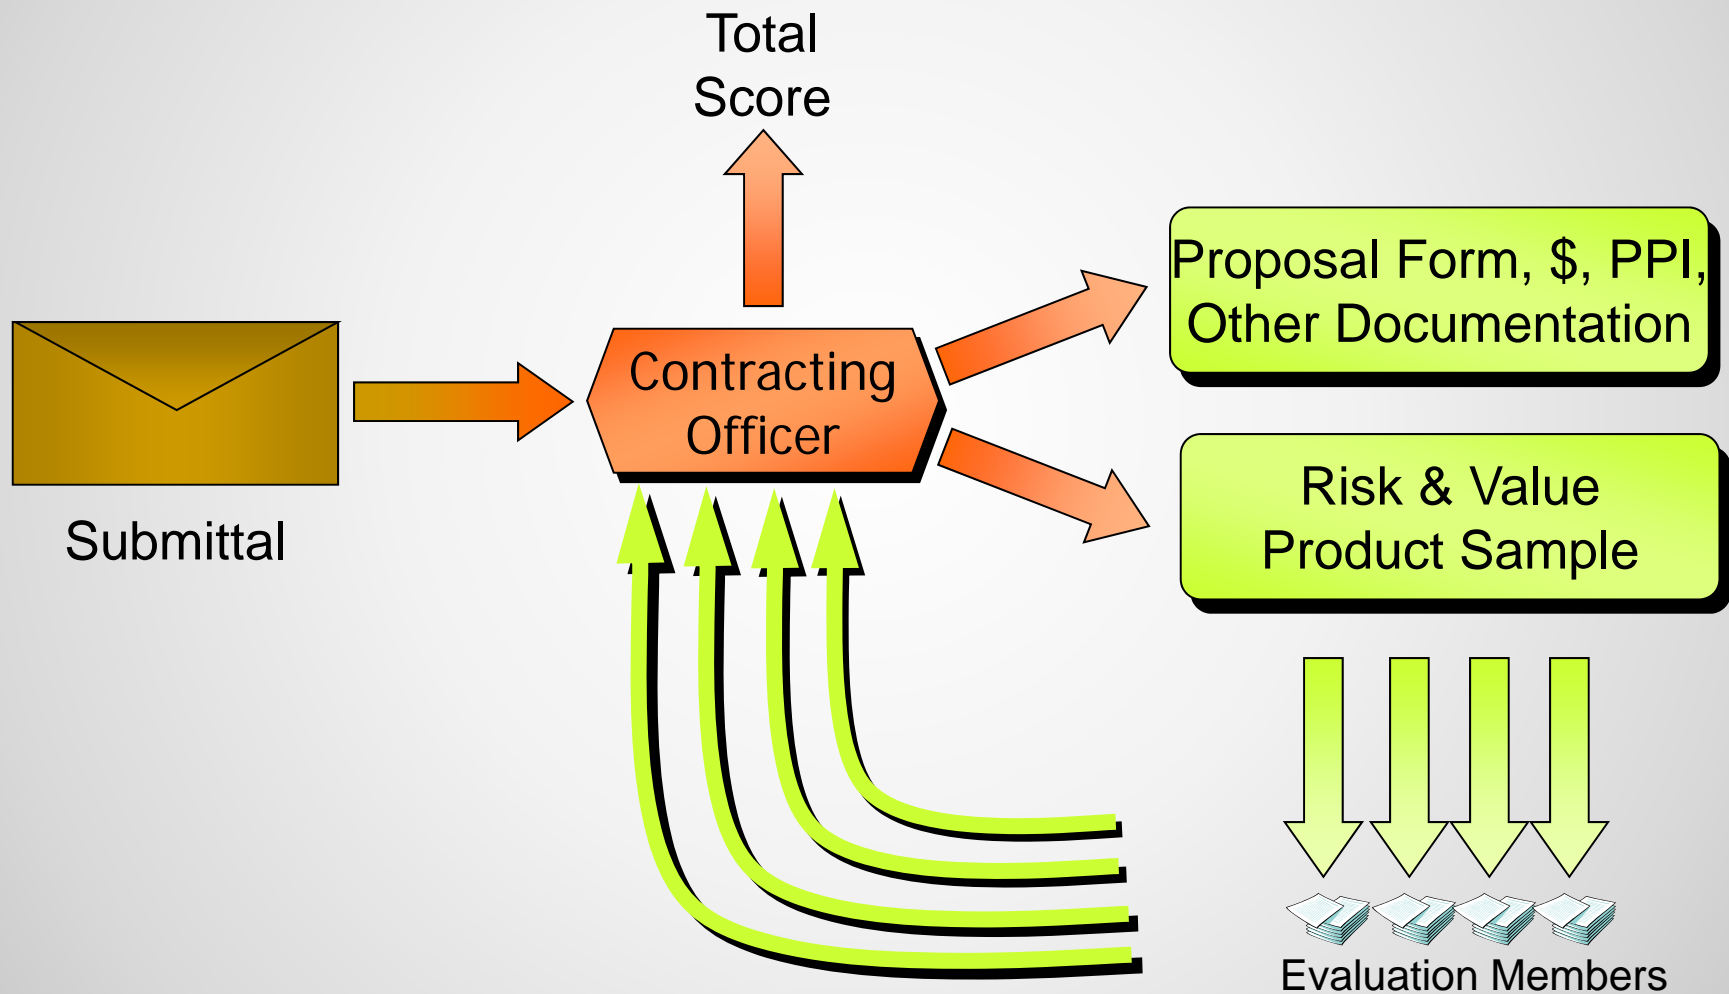 Total
Score
Proposal Form, $, PPI,
Other Documentation
Contracting
Officer
Submittal
Risk & Value
Product Sample
Evaluation Members